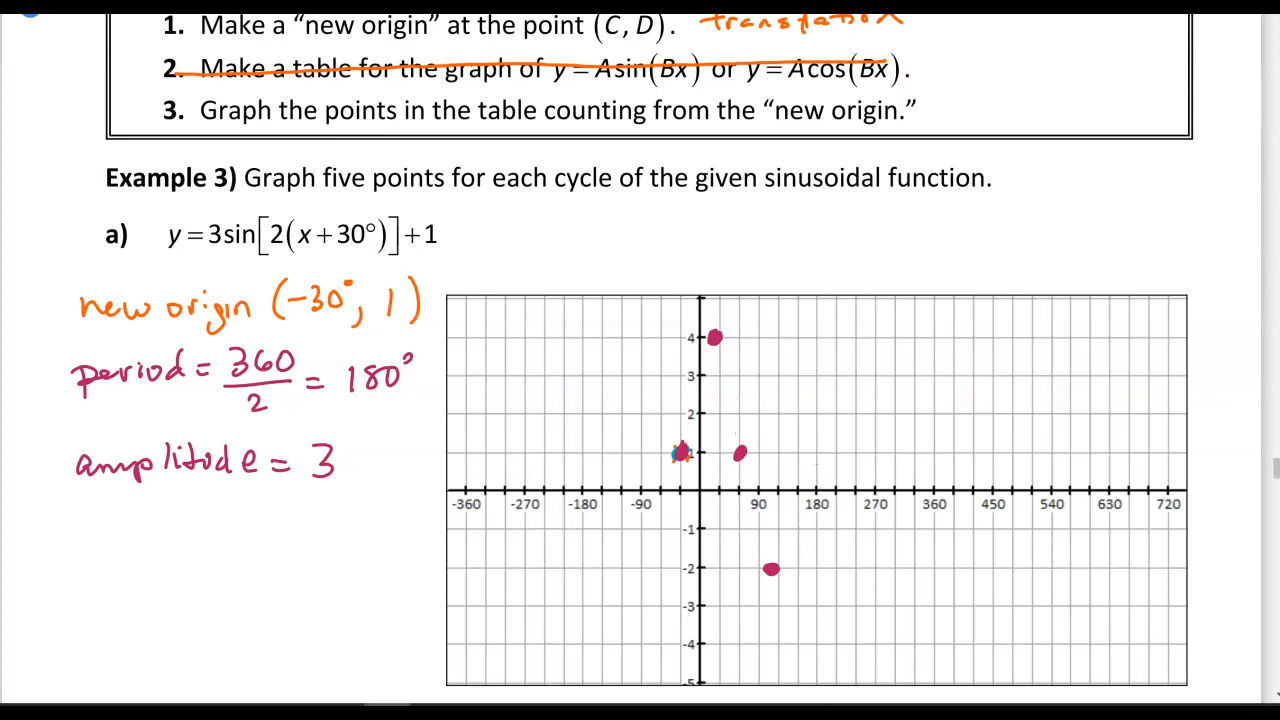 1. Make a “new origin” at the point (C, D). translation
2. Make a table for the graph of y = A sin(Bx) or y = A cos(Bx).
3. Graph the points in the table counting from the “new origin.”
Example 3) Graph five points for each cycle of the given sinusoidal function.
a) y = 3 sin[2(x + 30°)] + 1
new origin (-30°, 1)
period = 360/2 = 180°
amplitude = 3
4
3
2
1
-360 -270 -180 -90 90 180 270 360 450 540 630 720
-1
-2
-3
-4
-5